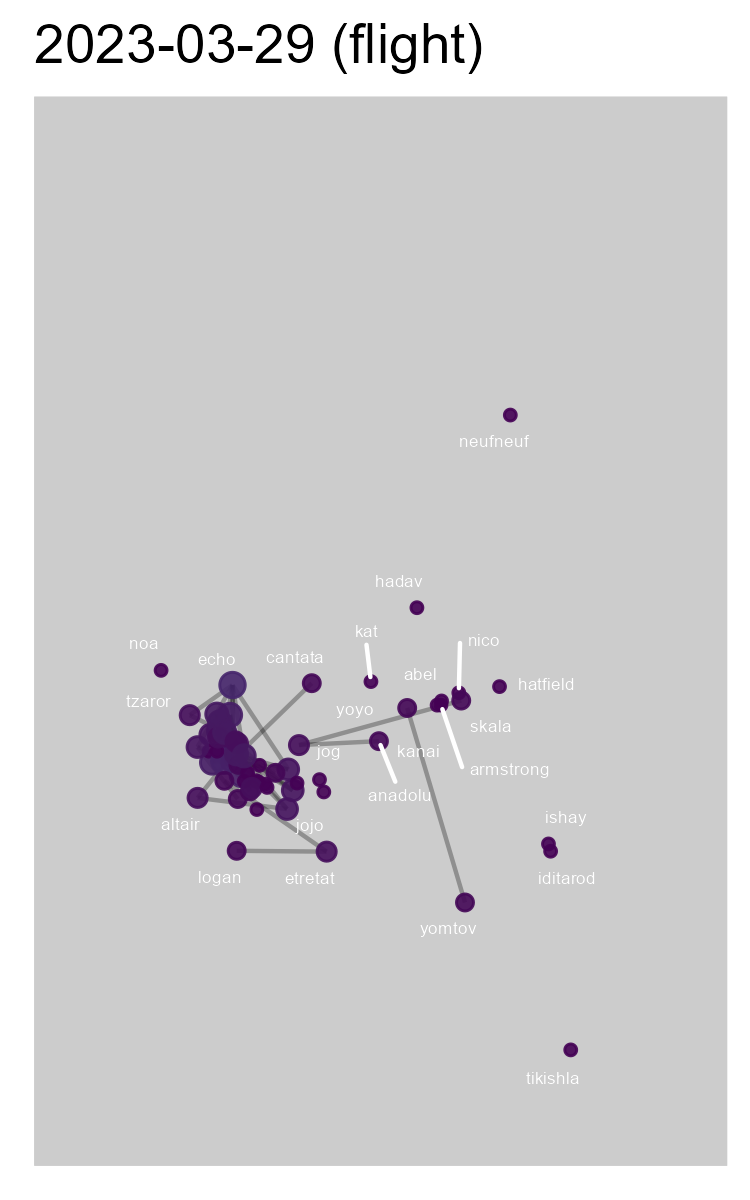 2023-03-29 (flight)
neufneuf
hadav
kat
nico
noa
echo
cantata
abel
hatfield
tzaror
yoyo
skala
jog
kanai
armstrong
anadolu
altair
jojo
ishay
logan
etretat
iditarod
yomtov
tikishla